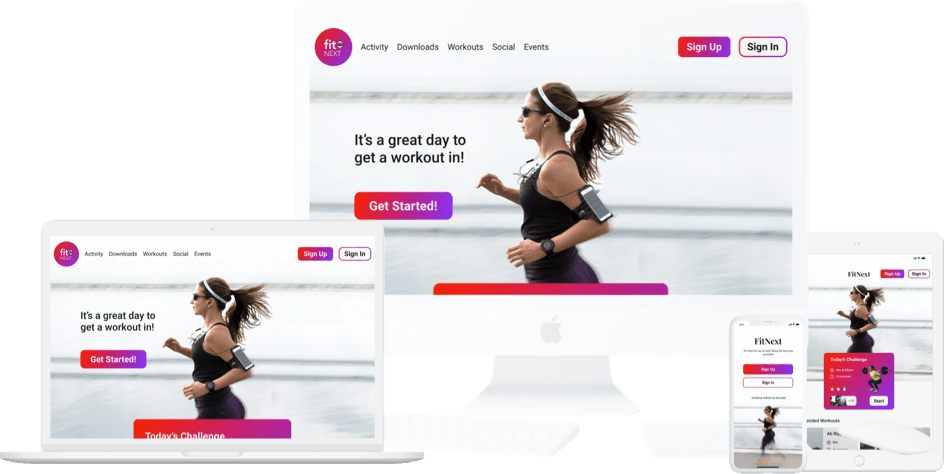 fit
NEXT
Activity Downloads Workouts Social Events
Sign Up Sign In
It's a great day to
get a workout in!
Get Started!
fit
NEXT
Activity Downloads Workouts Social Events
Sign Up Sign In
It's a great day to
get a workout in!
Get Started!
Today's Challenge
FitNext
Sign Up
Sign In
FitNext
Sign Up Sign In
Today's Challenge
Start
Workouts